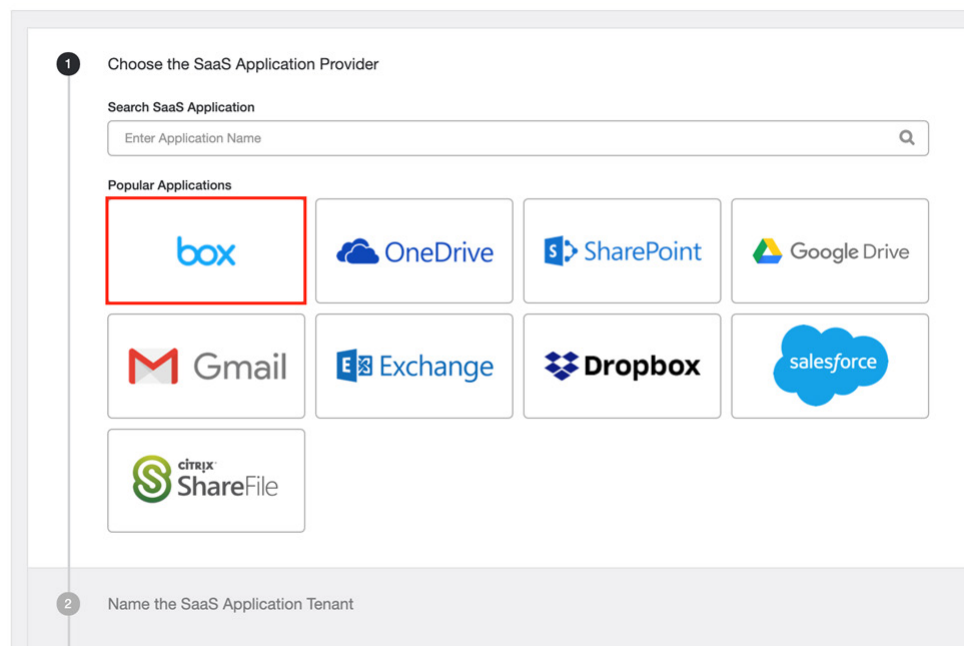 1 Choose the SaaS Application Provider
Search SaaS Application
Enter Application Name
Popular Applications
box
OneDrive
S SharePoint
Google Drive
Gmail
E Exchange
Dropbox
salesforce
CITRIX
ShareFile
2 Name the SaaS Application Tenant